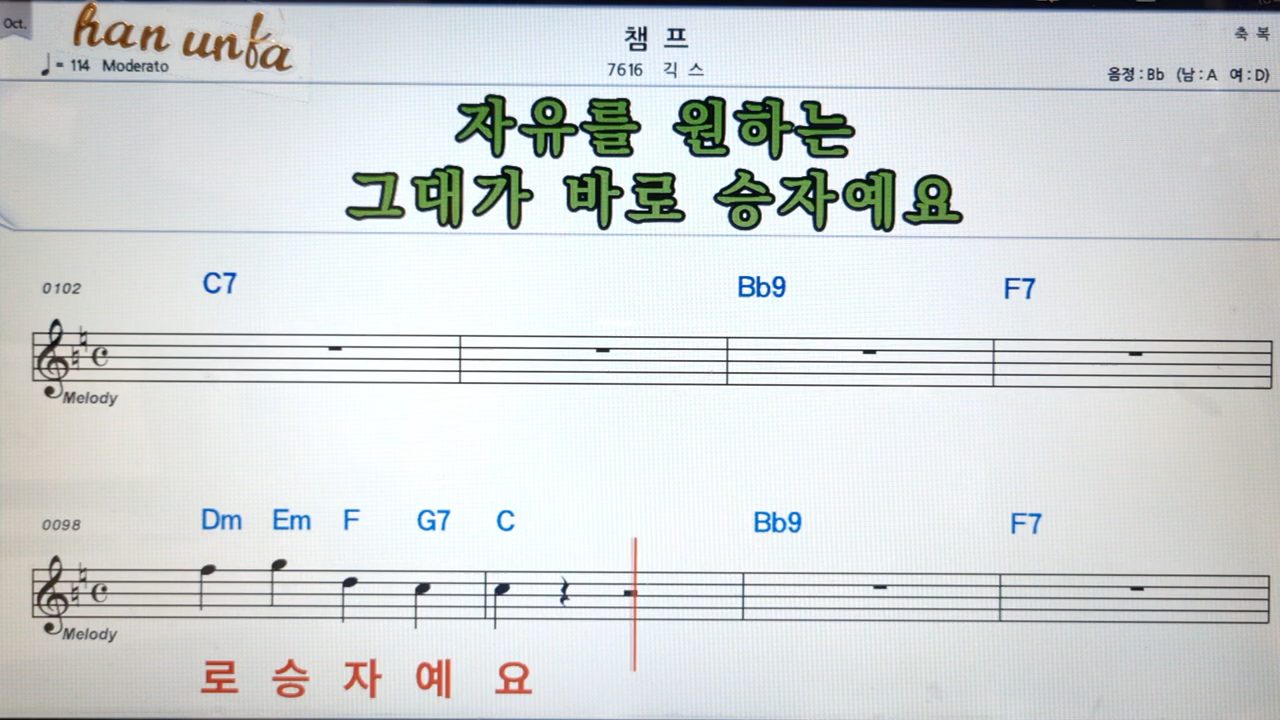 Oct.
han unfa
♩ = 114 Moderato
챔 프
7616 긱 스
축 복
음정 : Bb (남 : A 여 : D)
자유를 원하는
그대가 바로 승자예요
0102 C7 Bb9 F7
Melody
0098 Dm Em F G7 C Bb9 F7
Melody
로 승 자 예 요